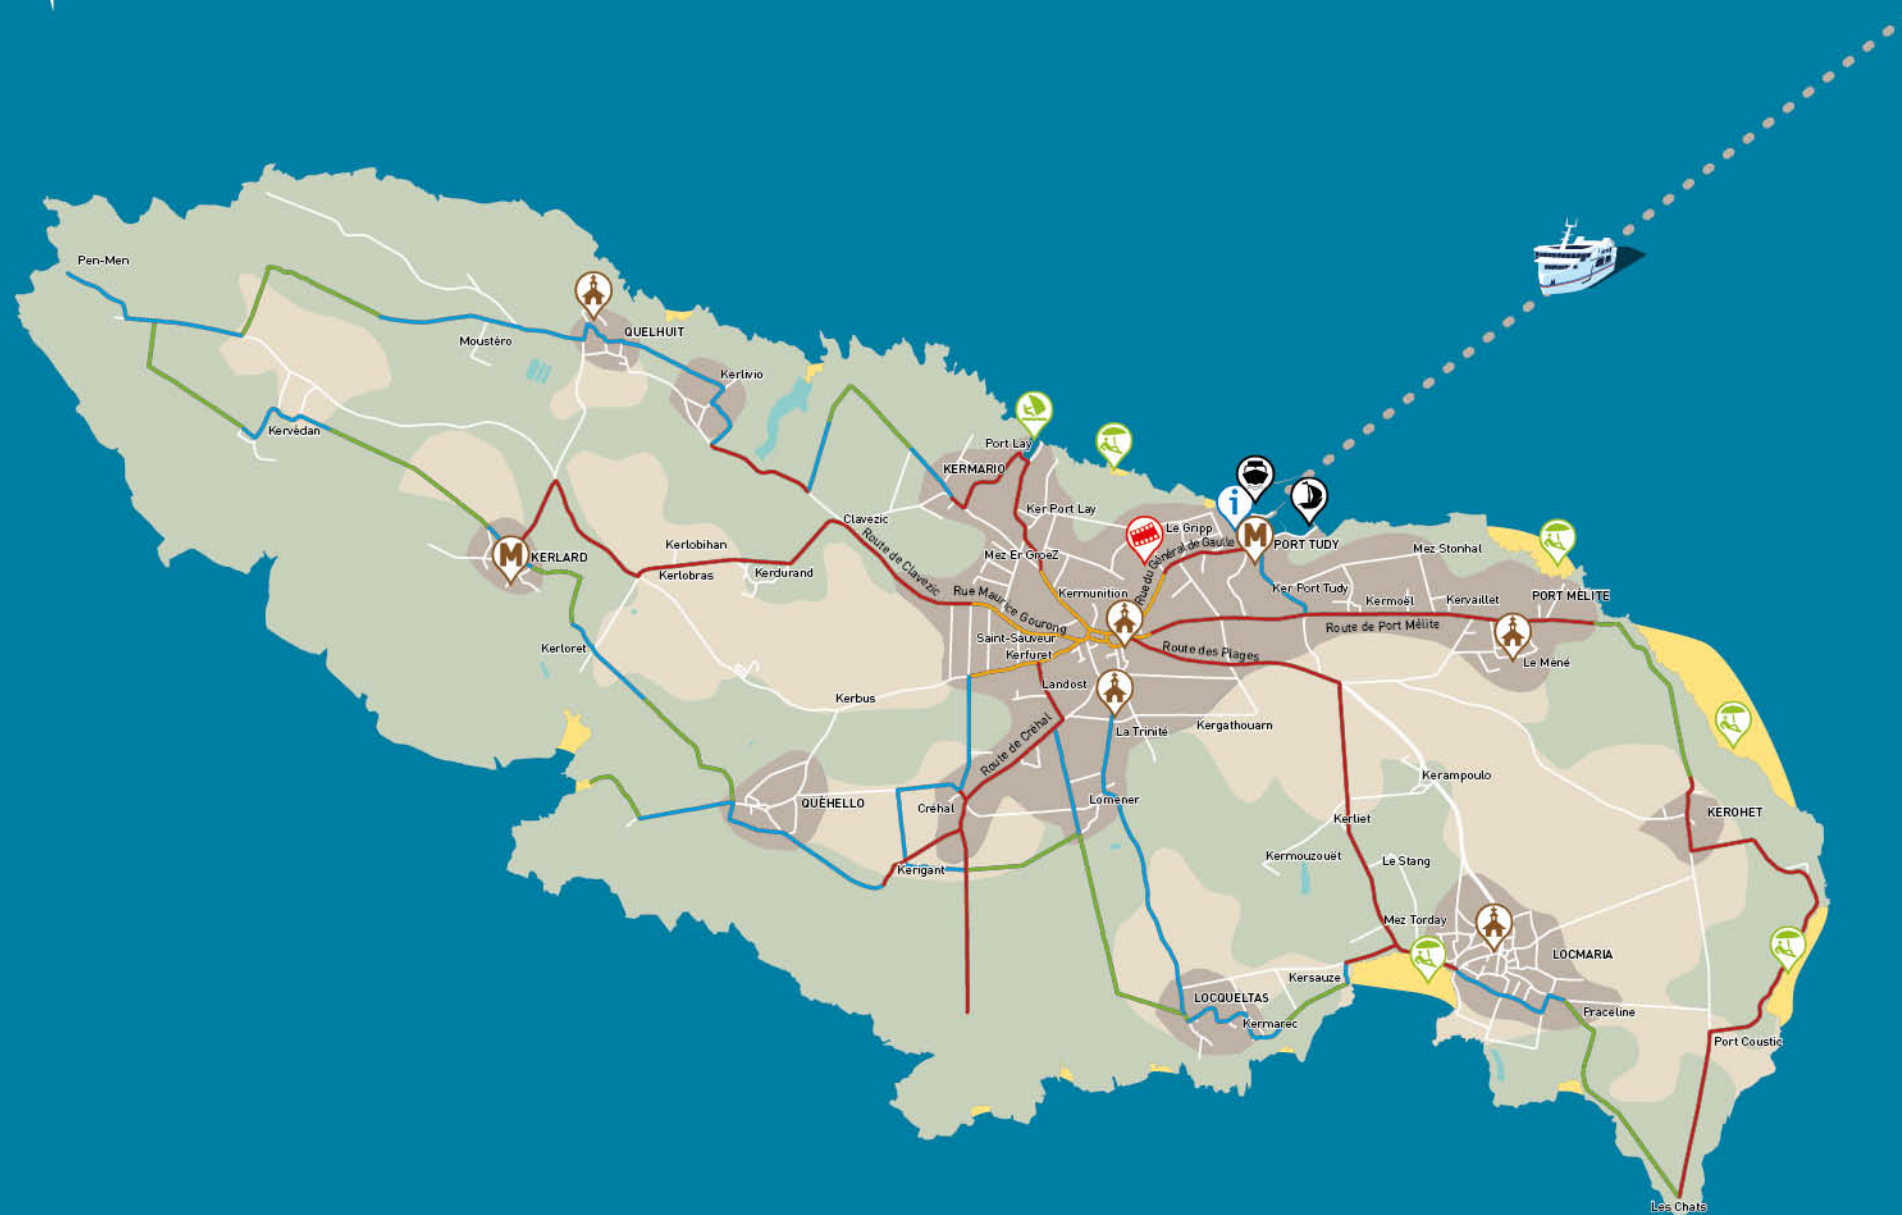 Pen-Men
QUELHUIT
Moustéro
Kerlivio
Kervédan
Port Lay
KERMARIO
Ker Port Lay
Clavezic
Le Gripp
i
M
PORT TUDY
Mez Stonhal
Route de Clavezic
Rue du Général de Gaulle
Mez Er GroeZ
M
KERLARD
Kerlobihan
Kerlobras
Kerdurand
Rue Maurice Gourong
Kermunition
Ker Port Tudy
Kermoël
Kervaillet
PORT MÉLITE
Route de Port Mélite
Saint-Sauveur
Kerfuret
Route des Plages
Le Méné
Kerloret
Landost
Kerbus
La Trinité
Kergathouarn
Route de Créhal
Kerampoulo
QUÉHELLO
Créhal
Lomener
Kerliet
KEROHET
Kermouzouët
Le Stang
Kerigant
Mez Torday
LOCMARIA
Kersauze
LOCQUELTAS
Kermarec
Praceline
Port Coustic
Les Chats